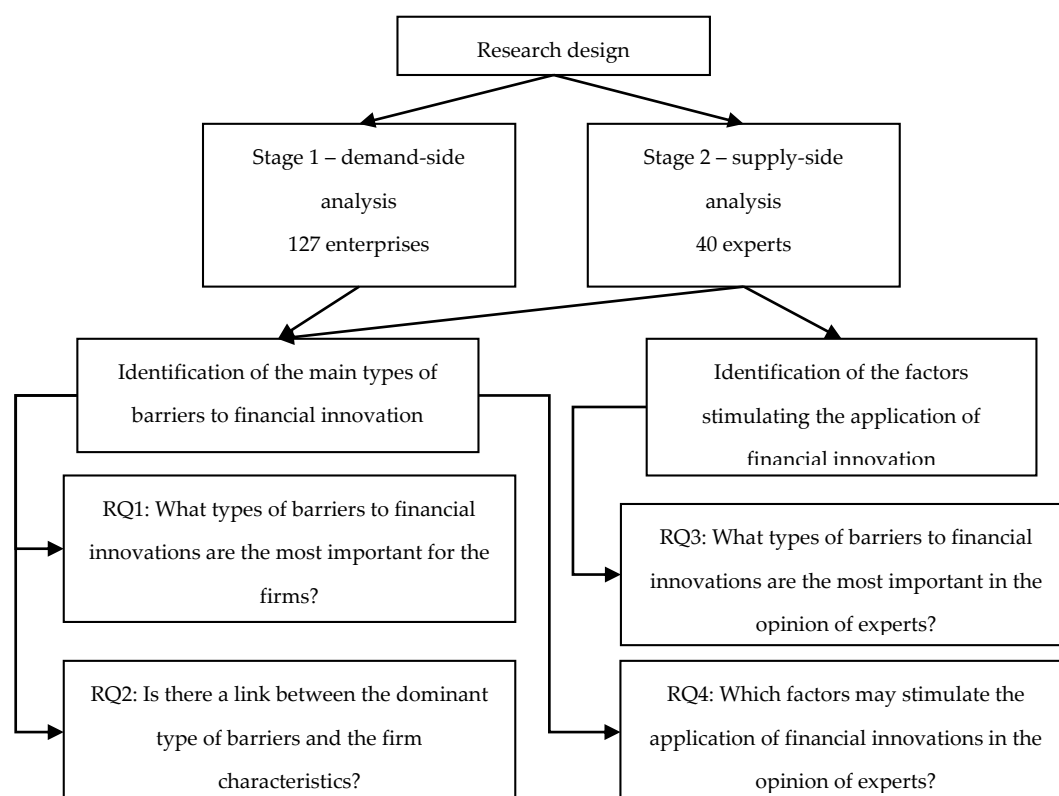 Research design
Stage 1 – demand-side
analysis
127 enterprises
Stage 2 – supply-side
analysis
40 experts
Identification of the main types of
barriers to financial innovation
Identification of the factors
stimulating the application of
financial innovation
RQ1: What types of barriers to financial
innovations are the most important for the
firms?
RQ3: What types of barriers to financial
innovations are the most important in the
opinion of experts?
RQ2: Is there a link between the dominant
type of barriers and the firm
characteristics?
RQ4: Which factors may stimulate the
application of financial innovations in the
opinion of experts?